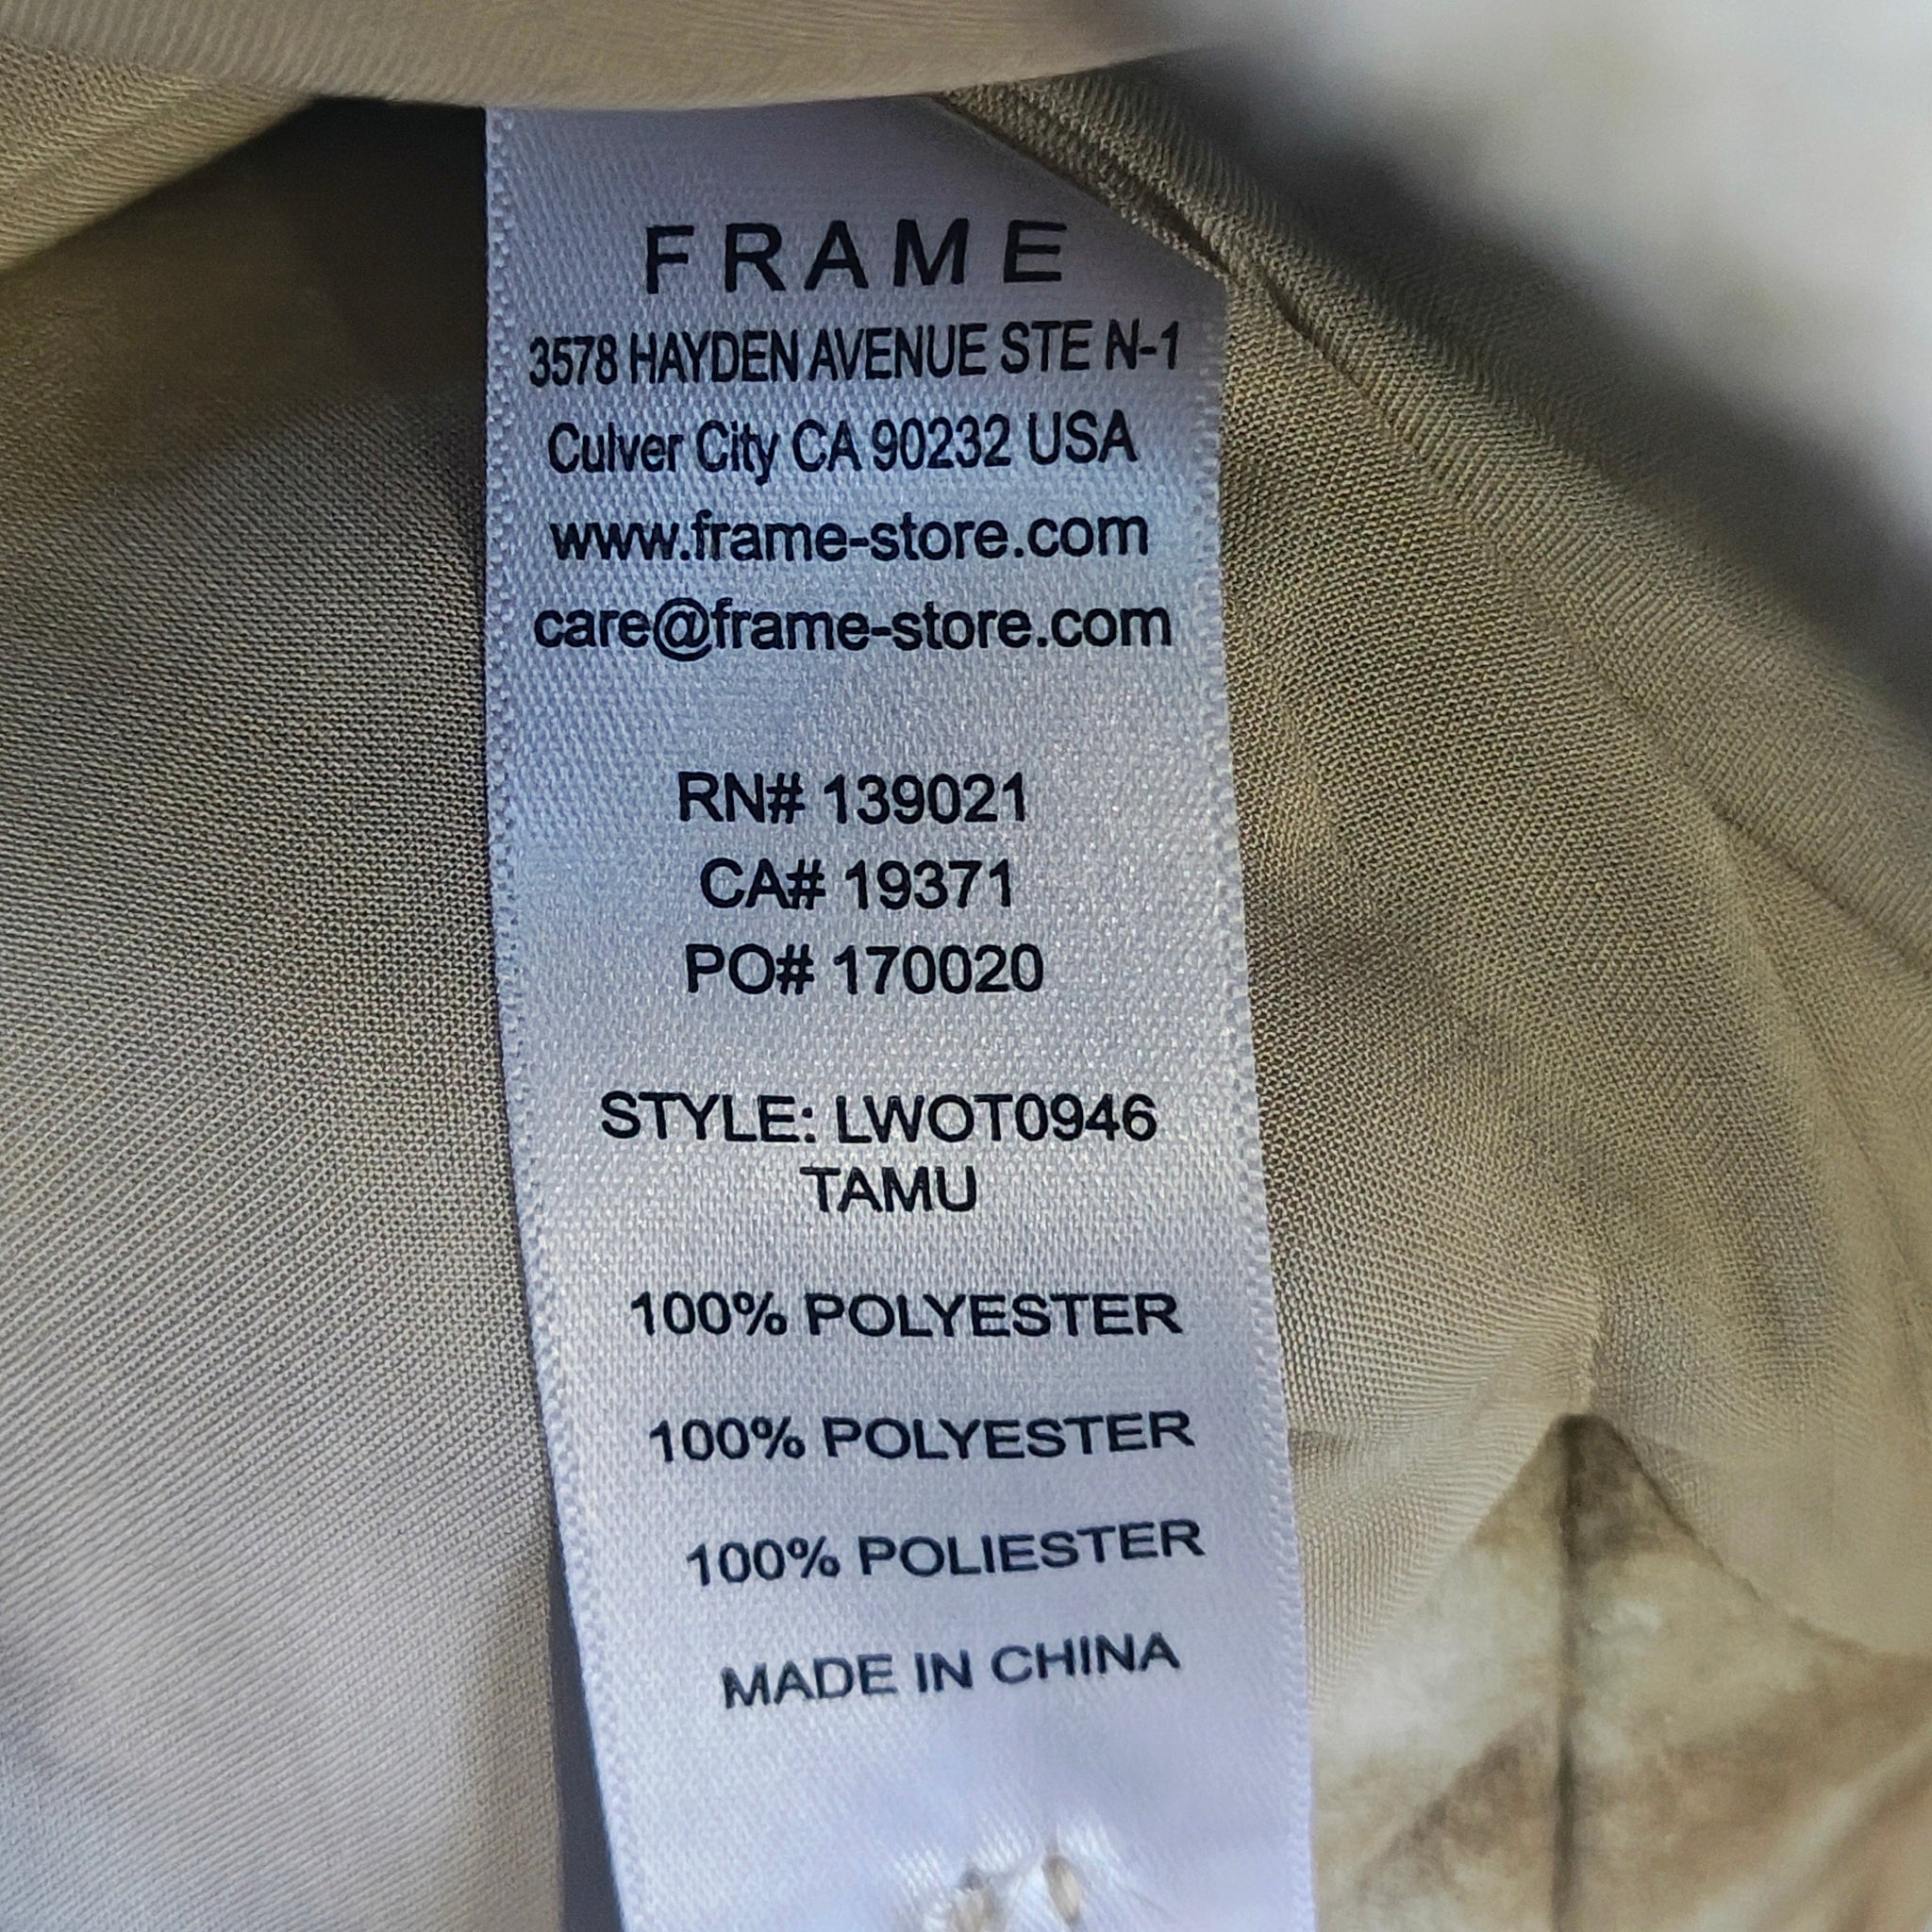 FRAME
3578 HAYDEN AVENUE STE N-1
Culver City CA 90232 USA
www.frame-store.com
care@frame-store.com
RN# 139021
CA# 19371
PO# 170020
STYLE: LWOT0946
TAMU
100% POLYESTER
100% POLYESTER
100% POLIESTER
MADE IN CHINA